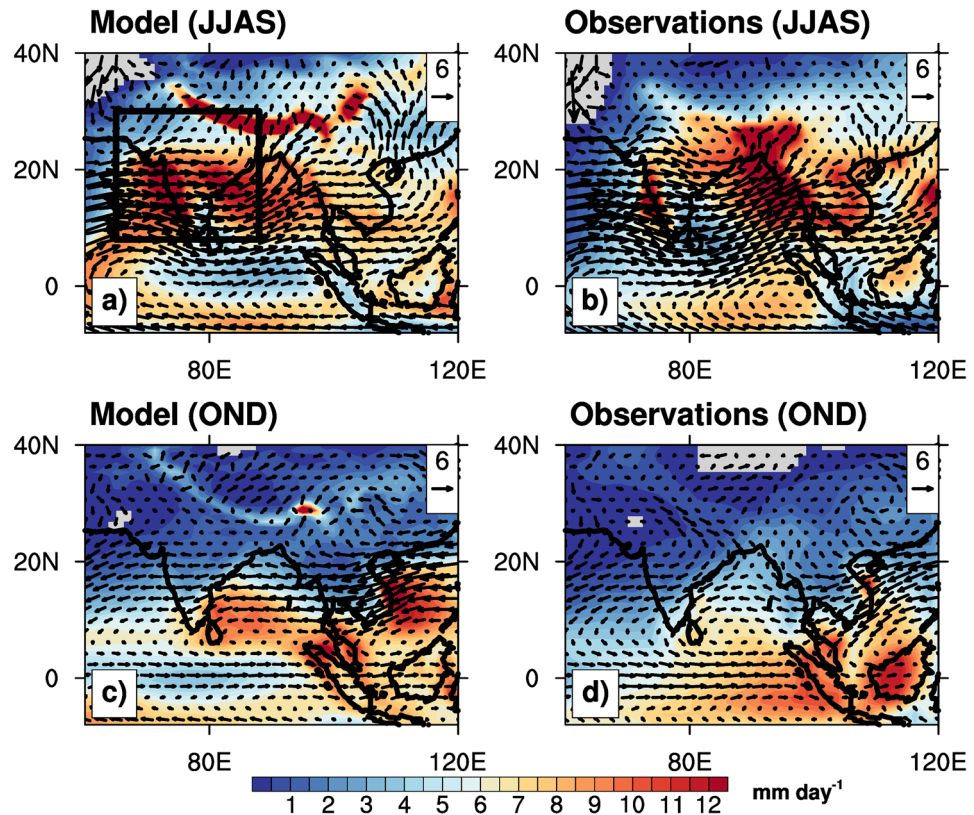 Model (JJAS)
Observations (JJAS)
40N
20N
0
6
a)
80E
120E
40N
20N
0
6
b)
80E
120E
Model (OND)
Observations (OND)
40N
20N
0
6
c)
80E
120E
40N
20N
0
6
d)
80E
120E
1 2 3 4 5 6 7 8 9 10 11 12 mm day⁻¹